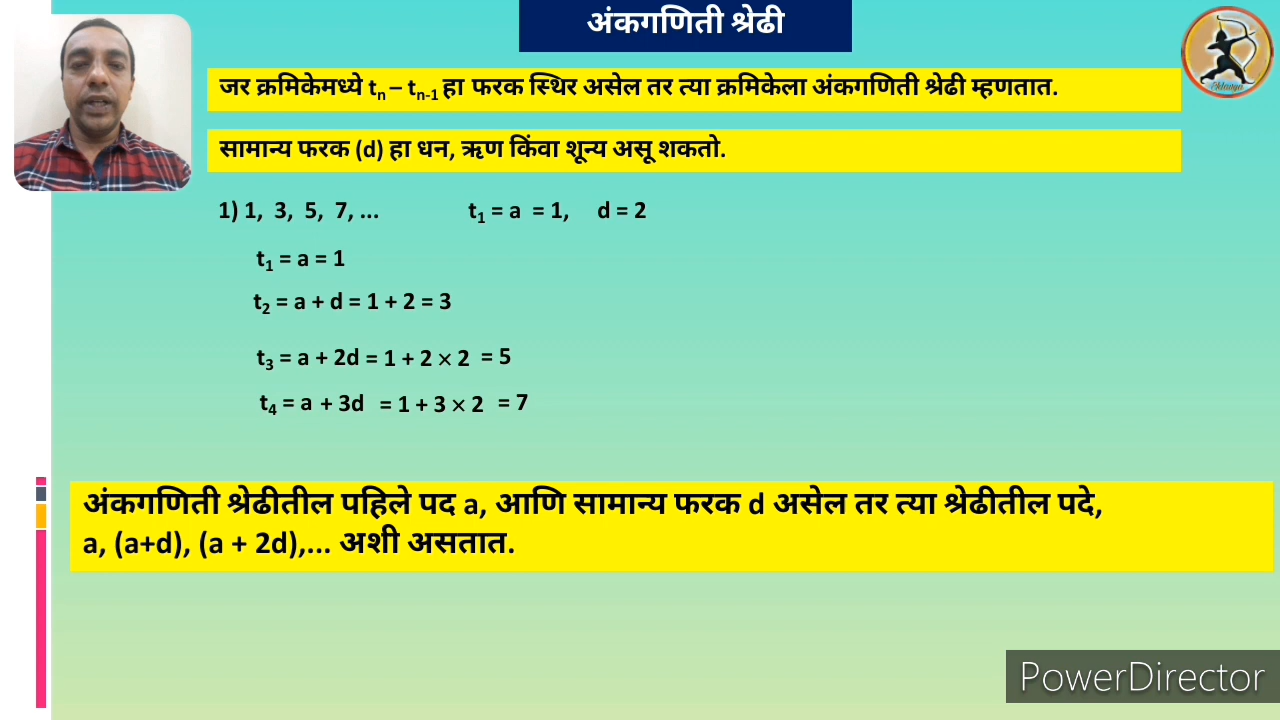 अंकगणिती श्रेढी
जर क्रमिकेमध्ये tn – tn-1 हा फरक स्थिर असेल तर त्या क्रमिकेला अंकगणिती श्रेढी म्हणतात.
सामान्य फरक (d) हा धन, ऋण किंवा शून्य असू शकतो.
1) 1, 3, 5, 7, ... t1 = a = 1, d = 2
t1 = a = 1
t2 = a + d = 1 + 2 = 3
t3 = a + 2d = 1 + 2 × 2 = 5
t4 = a + 3d = 1 + 3 × 2 = 7
अंकगणिती श्रेढीतील पहिले पद a, आणि सामान्य फरक d असेल तर त्या श्रेढीतील पदे,
a, (a+d), (a + 2d),... अशी असतात.
PowerDirector